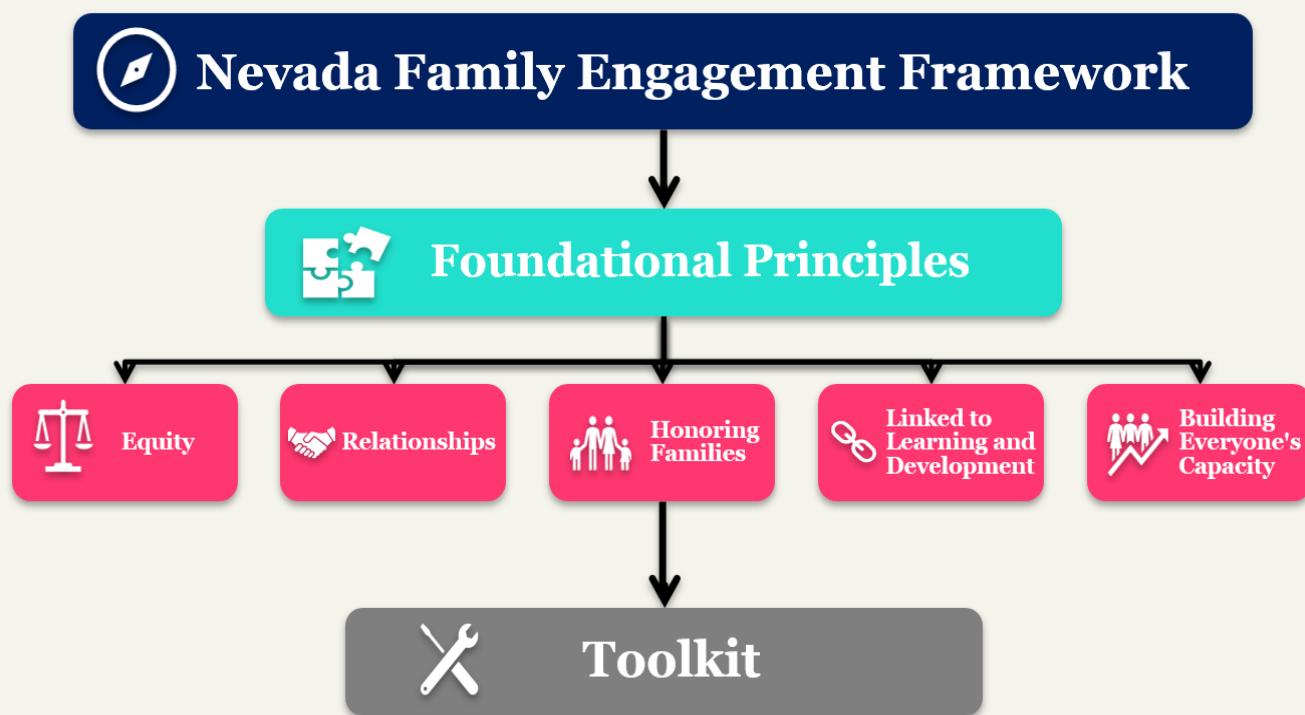 Nevada Family Engagement Framework
Foundational Principles
Equity
Relationships
Honoring
Families
Linked to
Learning and
Development
Building
Everyone's
Capacity
Toolkit